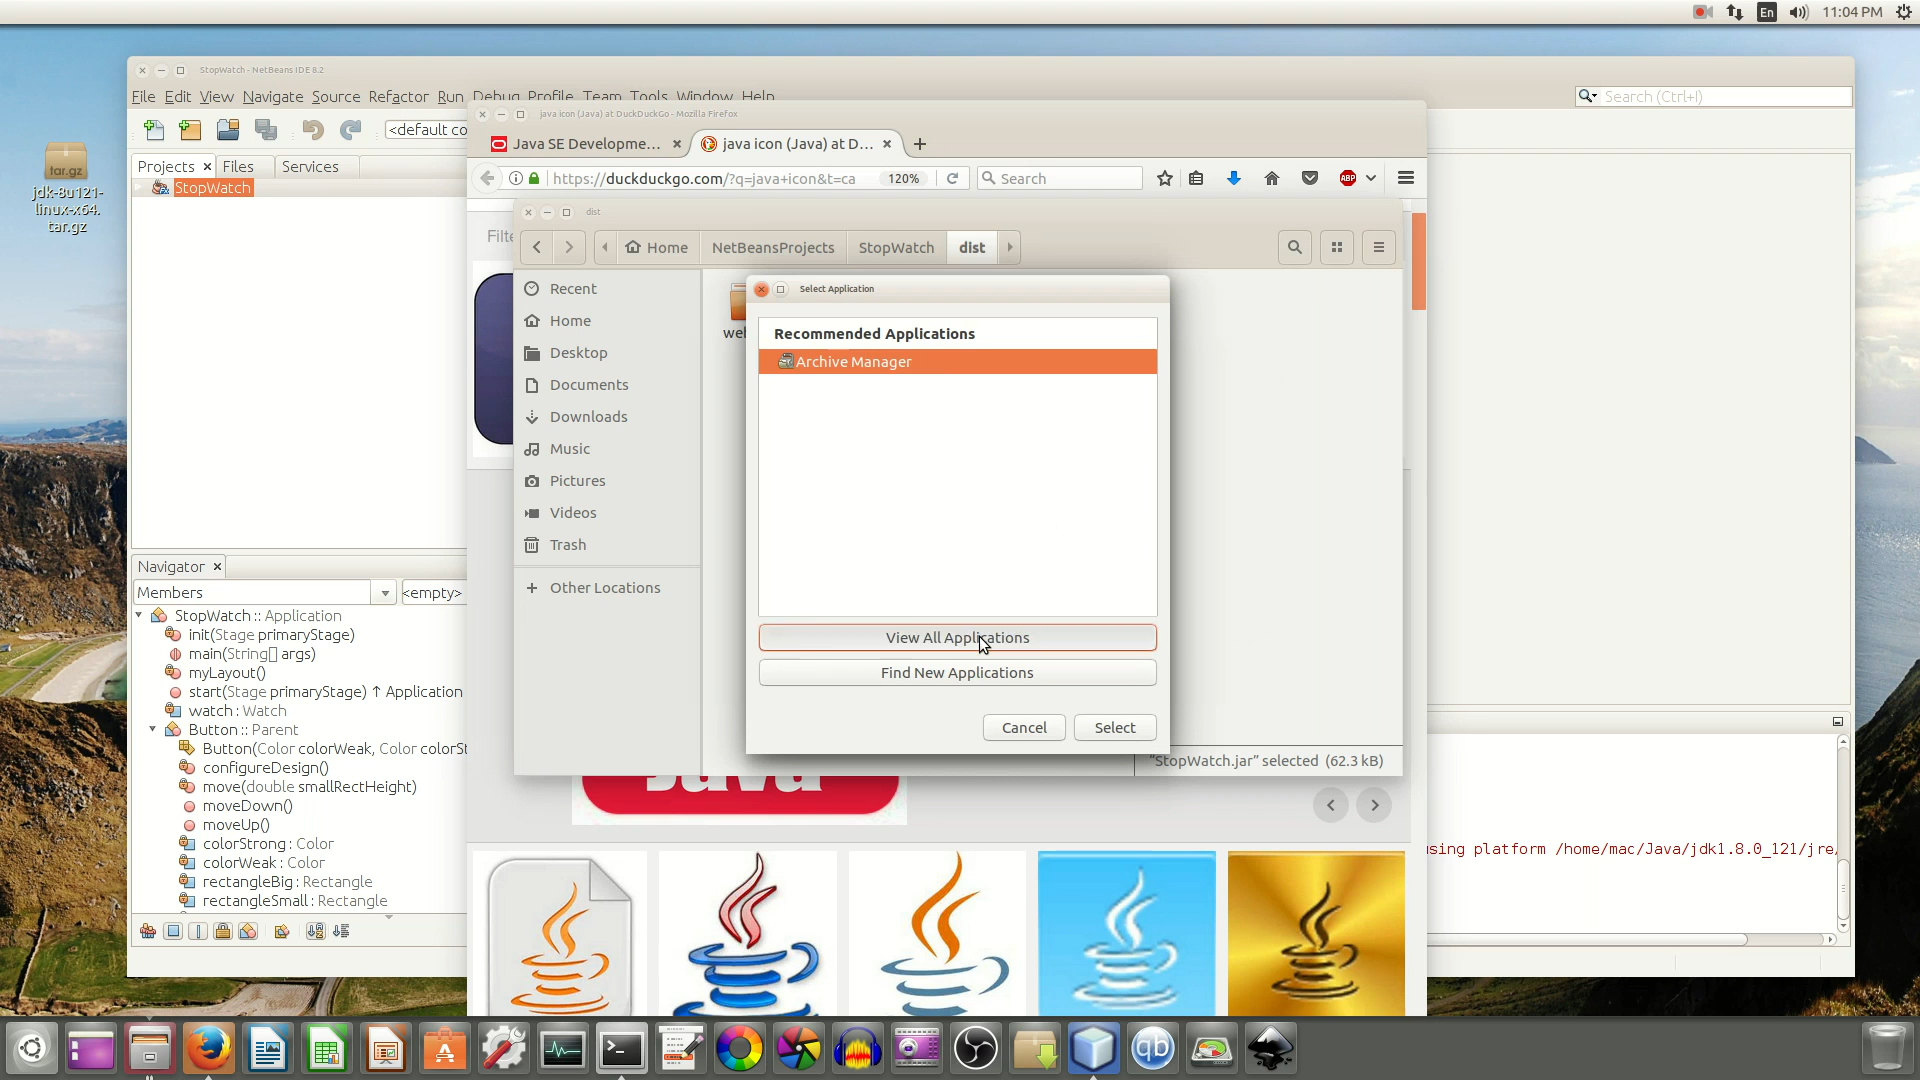 En
11:04 PM
StopWatch - NetBeans IDE 8.2
File Edit View Navigate Source Refactor Run Debug Profile Team Tools Window Help
Search (Ctrl+I)
<default co
Projects
Files
Services
StopWatch
tar.gz
jdk-8u121-
linux-x64.
tar.gz
java icon (Java) at DuckDuckGo - Mozilla Firefox
Java SE Developme...
java icon (Java) at D...
https://duckduckgo.com/?q=java+icon&t=ca
120%
Search
ABP
Filte
dist
Home
NetBeansProjects
StopWatch
dist
Recent
Home
Desktop
Documents
Downloads
Music
Pictures
Videos
Trash
Other Locations
wel
Select Application
Recommended Applications
Archive Manager
View All Applications
Find New Applications
Cancel
Select
"StopWatch.jar" selected (62.3 kB)
Java
Navigator
Members
<empty>
StopWatch :: Application
init(Stage primaryStage)
main(String[] args)
myLayout()
start(Stage primaryStage) ↑ Application
watch : Watch
Button :: Parent
Button(Color colorWeak, Color colorSt
configureDesign()
move(double smallRectHeight)
moveDown()
moveUp()
colorStrong : Color
colorWeak : Color
rectangleBig : Rectangle
rectangleSmall : Rectangle
using platform /home/mac/Java/jdk1.8.0_121/jre/
qb